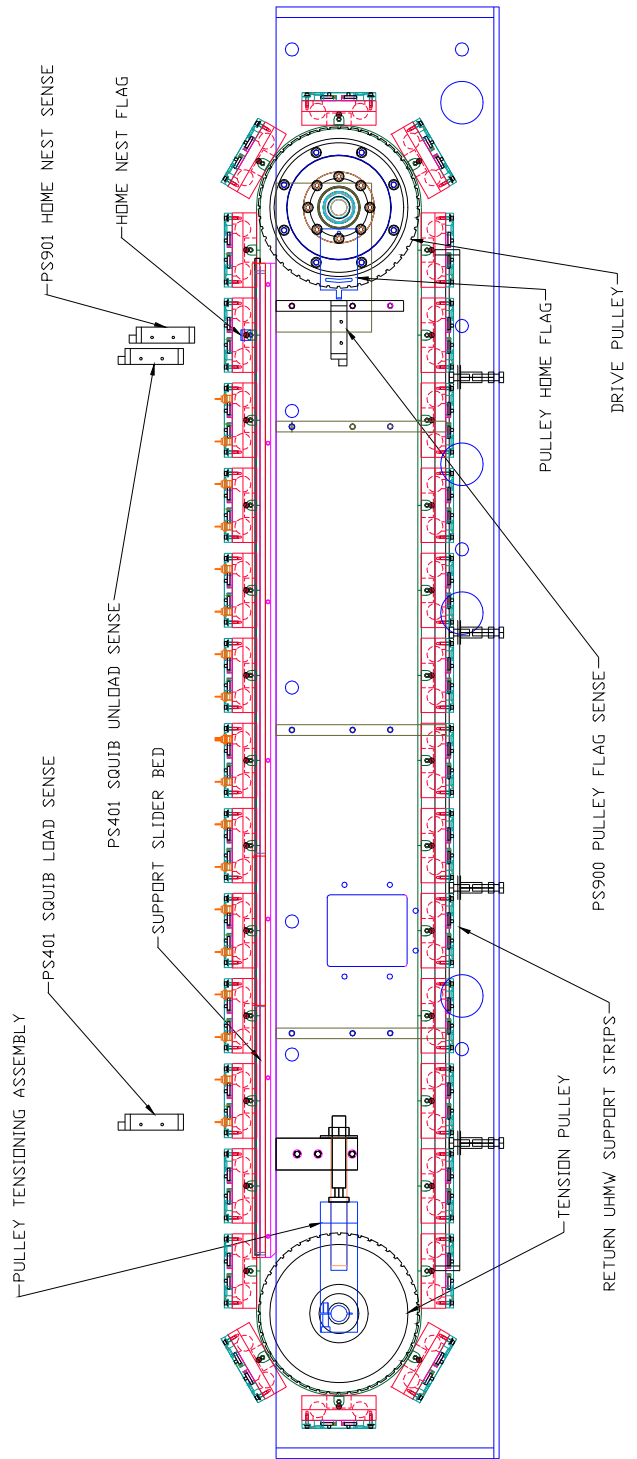 PS901 HOME NEST SENSE
HOME NEST FLAG
PS401 SQUIB UNLOAD SENSE
PS401 SQUIB LOAD SENSE
SUPPORT SLIDER BED
PULLEY TENSIONING ASSEMBLY
DRIVE PULLEY
PULLEY HOME FLAG
PS900 PULLEY FLAG SENSE
RETURN UHMW SUPPORT STRIPS
TENSION PULLEY